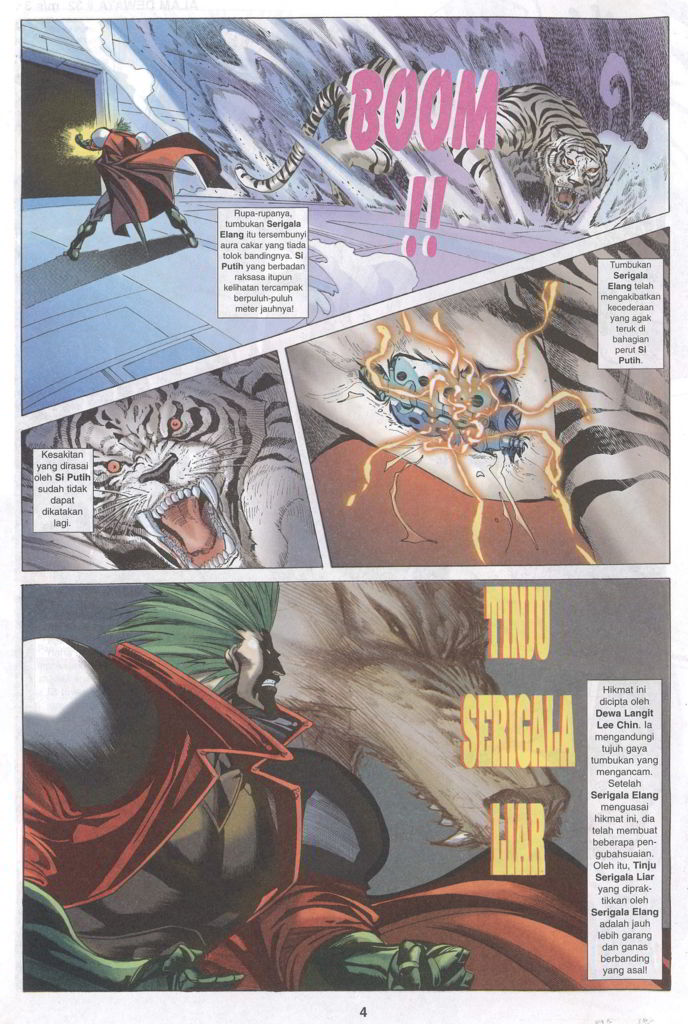 BOOM
!!
Rupa-rupanya,
tumbukan Serigala
Elang itu tersembunyi
aura cakar yang tiada
tolok bandingnya. Si
Putih yang berbadan
raksasa itupun
kelihatan tercampak
berpuluh-puluh
meter jauhnya!
Tumbukan
Serigala
Elang telah
mengakibatkan
kecederaan
yang agak
teruk di
bahagian
perut Si
Putih.
Kesakitan
yang dirasai
oleh Si Putih
sudah tidak
dapat
dikatakan
lagi.
TINJU
SERIGALA
LIAR
Hikmat ini
dicipta oleh
Dewa Langit
Lee Chin. Ia
mengandungi
tujuh gaya
tumbukan yang
mengancam.
Setelah
Serigala Elang
menguasai
hikmat ini, dia
telah membuat
beberapa pen-
gubahsuaian.
Oleh itu, Tinju
Serigala Liar
yang diprak-
tikkan oleh
Serigala Elang
adalah jauh
lebih garang
dan ganas
berbanding
yang asal!
4